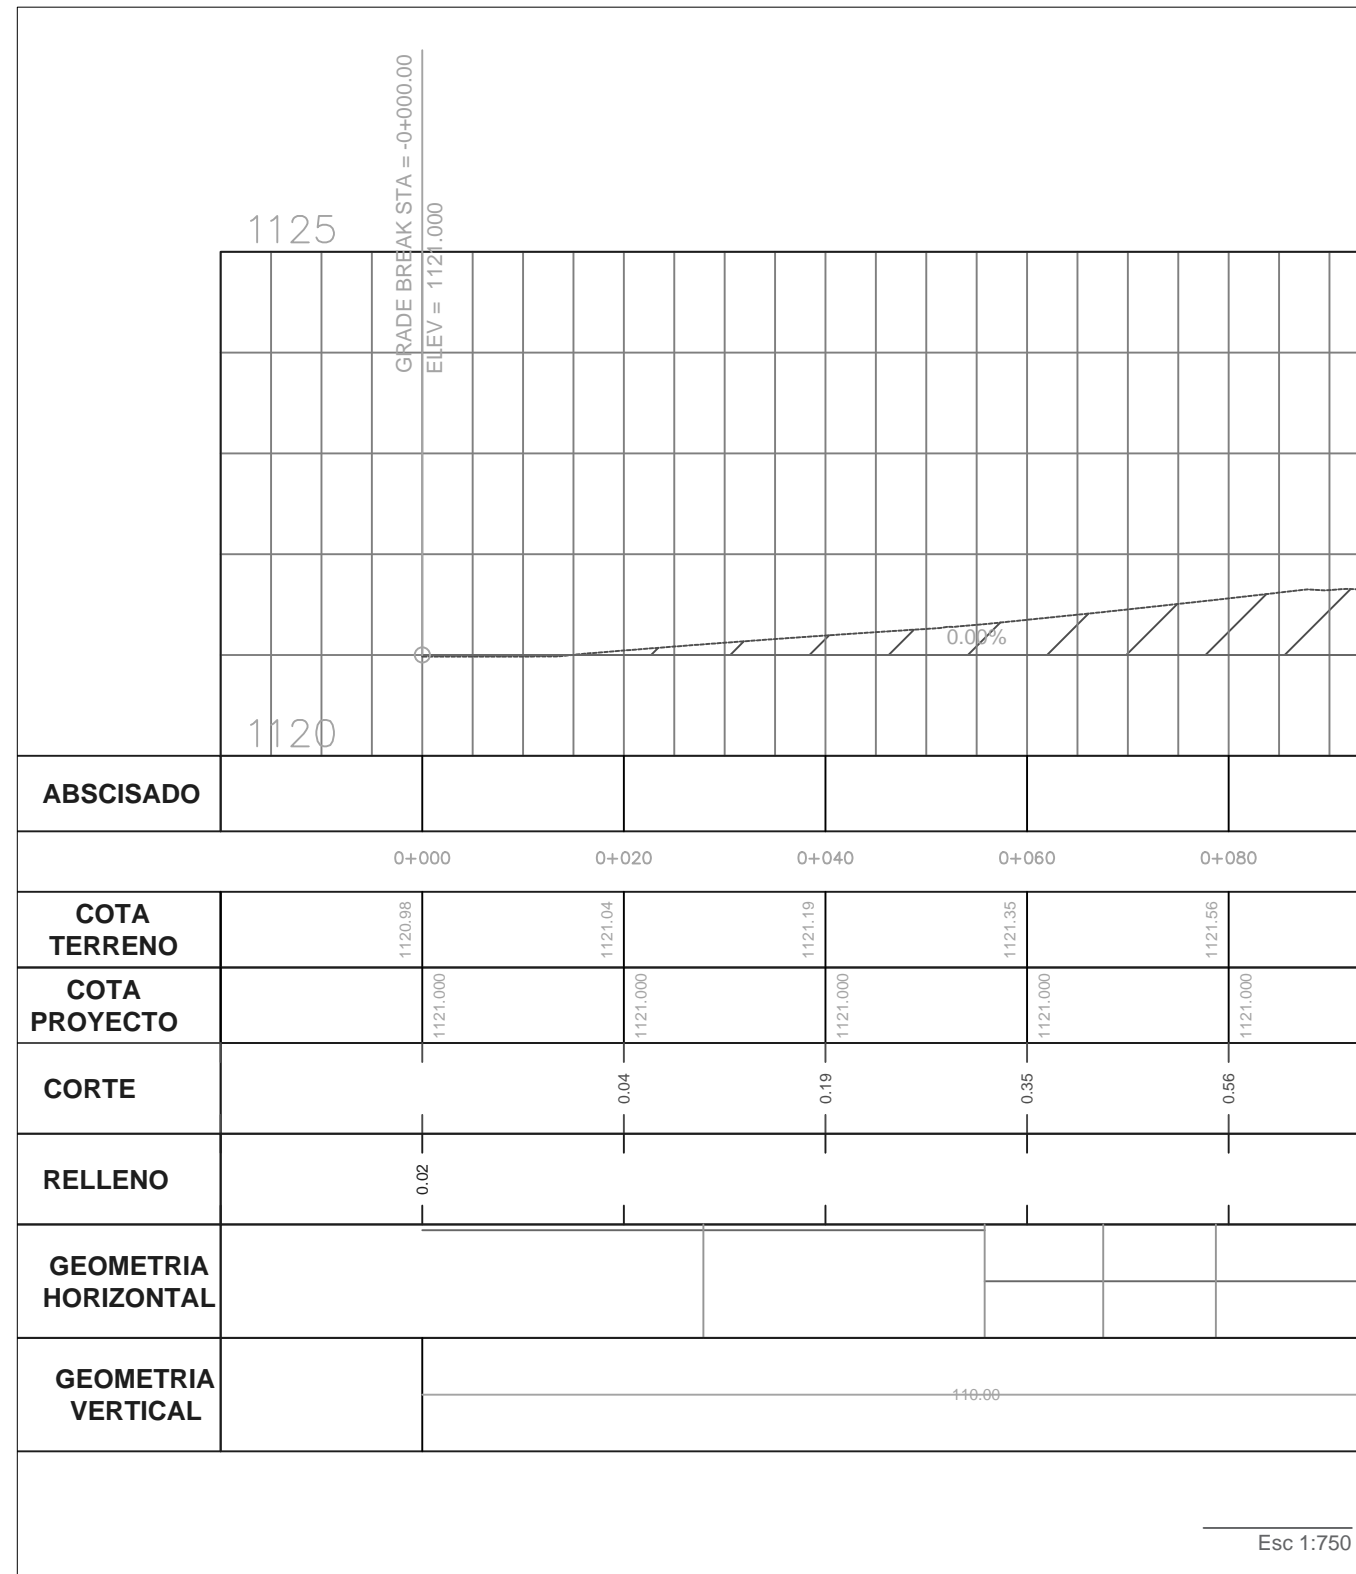 GRADE BREAK STA = -0+000.00
ELEV = 1121.000
1125
0.00%
1120
ABSCISADO
0+000 0+020 0+040 0+060 0+080
COTA
TERRENO
1120.98 1121.04 1121.19 1121.35 1121.56
COTA
PROYECTO
1121.000 1121.000 1121.000 1121.000 1121.000
CORTE
0.04 0.19 0.35 0.56
RELLENO
0.02
GEOMETRIA
HORIZONTAL
GEOMETRIA
VERTICAL
110.00
Esc 1:750